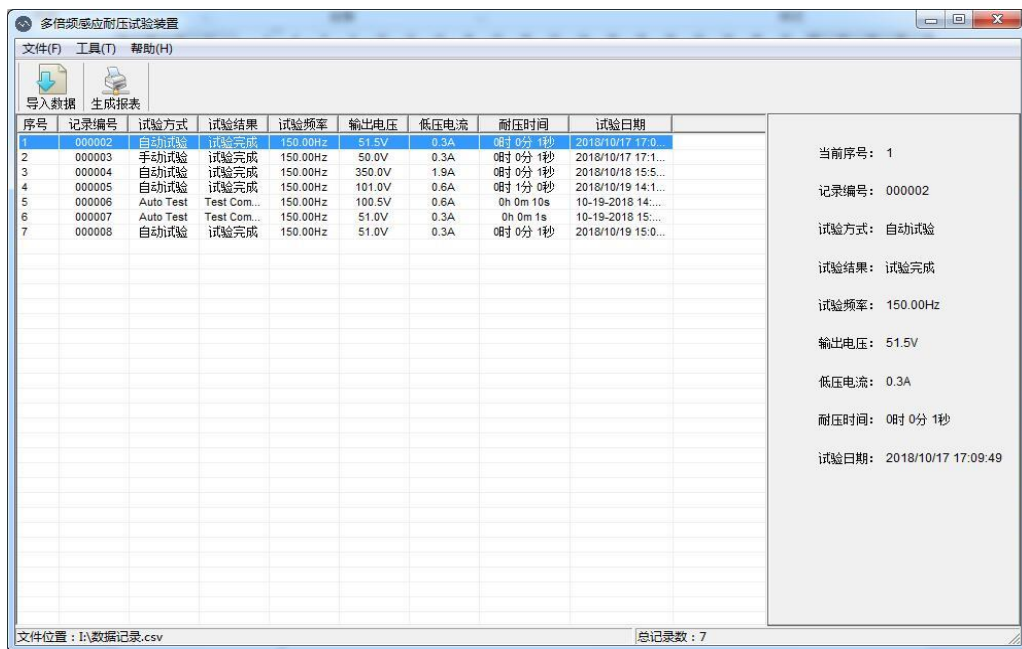 多倍频感应耐压试验装置
文件(F) 工具(T) 帮助(H)
导入数据 生成报表
序号 记录编号 试验方式 试验结果 试验频率 输出电压 低压电流 耐压时间 试验日期
1 000002 自动试验 试验完成 150.00Hz 51.5V 0.3A 0时 0分 1秒 2018/10/17 17:0...
2 000003 手动试验 试验完成 150.00Hz 50.0V 0.3A 0时 0分 1秒 2018/10/17 17:1...
3 000004 自动试验 试验完成 150.00Hz 350.0V 1.9A 0时 0分 1秒 2018/10/18 15:5...
4 000005 自动试验 试验完成 150.00Hz 101.0V 0.6A 0时 1分 0秒 2018/10/19 14:1...
5 000006 Auto Test Test Com... 150.00Hz 100.5V 0.6A 0h 0m 10s 10-19-2018 14:...
6 000007 Auto Test Test Com... 150.00Hz 51.0V 0.3A 0h 0m 1s 10-19-2018 15:...
7 000008 自动试验 试验完成 150.00Hz 51.0V 0.3A 0时 0分 1秒 2018/10/19 15:0...
当前序号： 1
记录编号： 000002
试验方式： 自动试验
试验结果： 试验完成
试验频率： 150.00Hz
输出电压： 51.5V
低压电流： 0.3A
耐压时间： 0时 0分 1秒
试验日期： 2018/10/17 17:09:49
文件位置：I:\数据记录.csv 总记录数：7